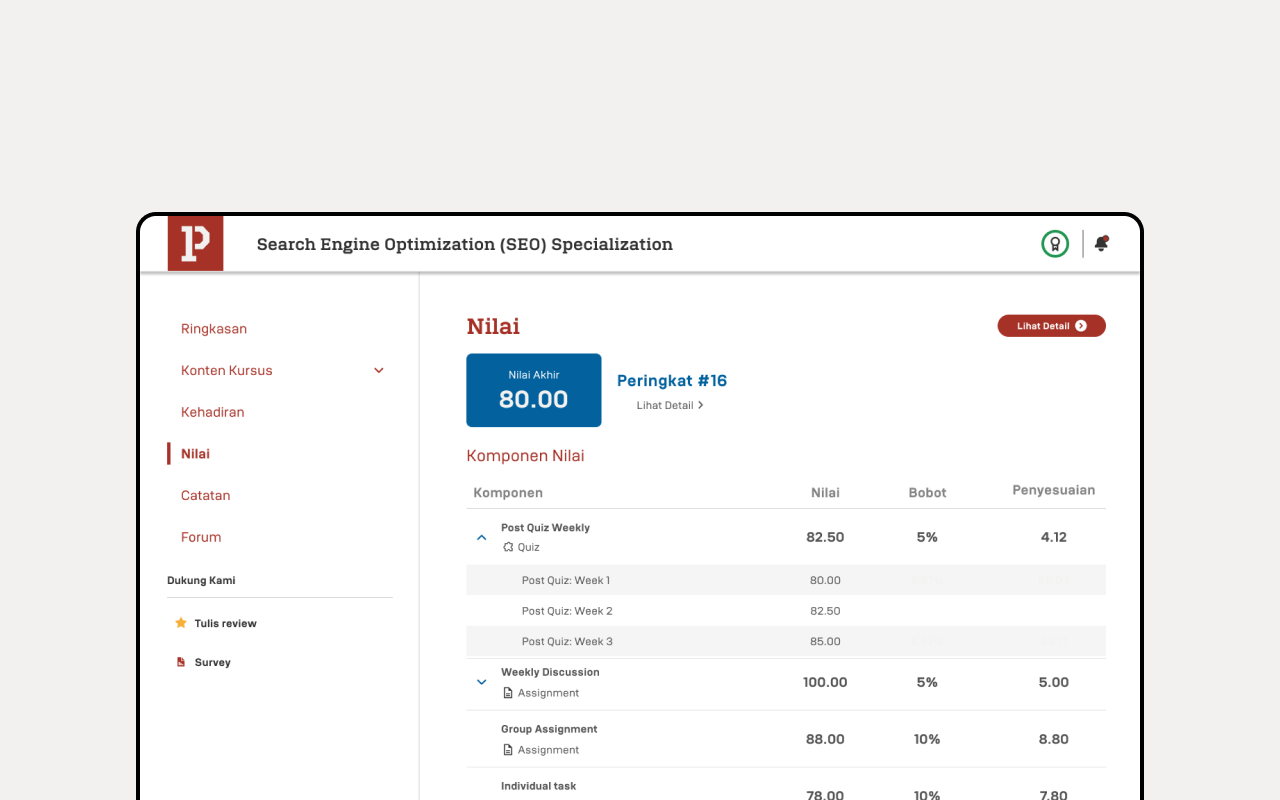 P
Search Engine Optimization (SEO) Specialization
Ringkasan
Konten Kursus
Kehadiran
Nilai
Catatan
Forum
Dukung Kami
Tulis review
Survey
Nilai
Lihat Detail
Nilai Akhir
80.00
Peringkat #16
Lihat Detail
Komponen Nilai
Komponen Nilai Bobot Penyesuaian
Post Quiz Weekly
Quiz
82.50 5% 4.12
Post Quiz: Week 1 80.00
Post Quiz: Week 2 82.50
Post Quiz: Week 3 85.00
Weekly Discussion
Assignment
100.00 5% 5.00
Group Assignment
Assignment
88.00 10% 8.80
Individual task
78.00 10% 7.80